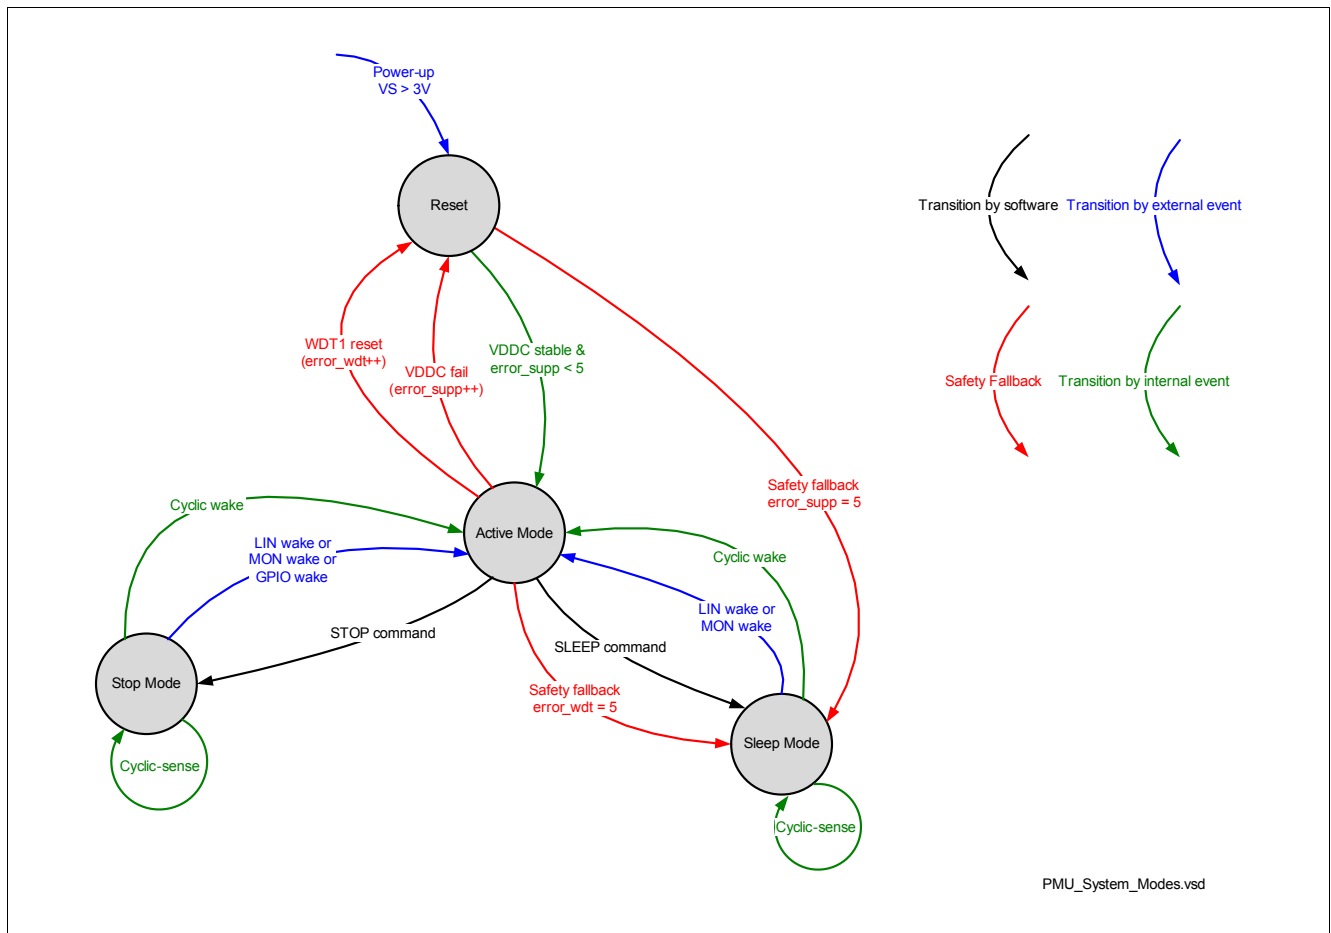 Power-up
VS > 3V
Reset
Transition by software
Transition by external event
WDT1 reset
(error_wdt++)
VDDC fail
(error_supp++)
VDDC stable &
error_supp < 5
Safety Fallback
Transition by internal event
Safety fallback
error_supp = 5
Cyclic wake
LIN wake or
MON wake or
GPIO wake
Active Mode
Cyclic wake
LIN wake or
MON wake
STOP command
SLEEP command
Stop Mode
Safety fallback
error_wdt = 5
Sleep Mode
Cyclic-sense
Cyclic-sense
PMU_System_Modes.vsd